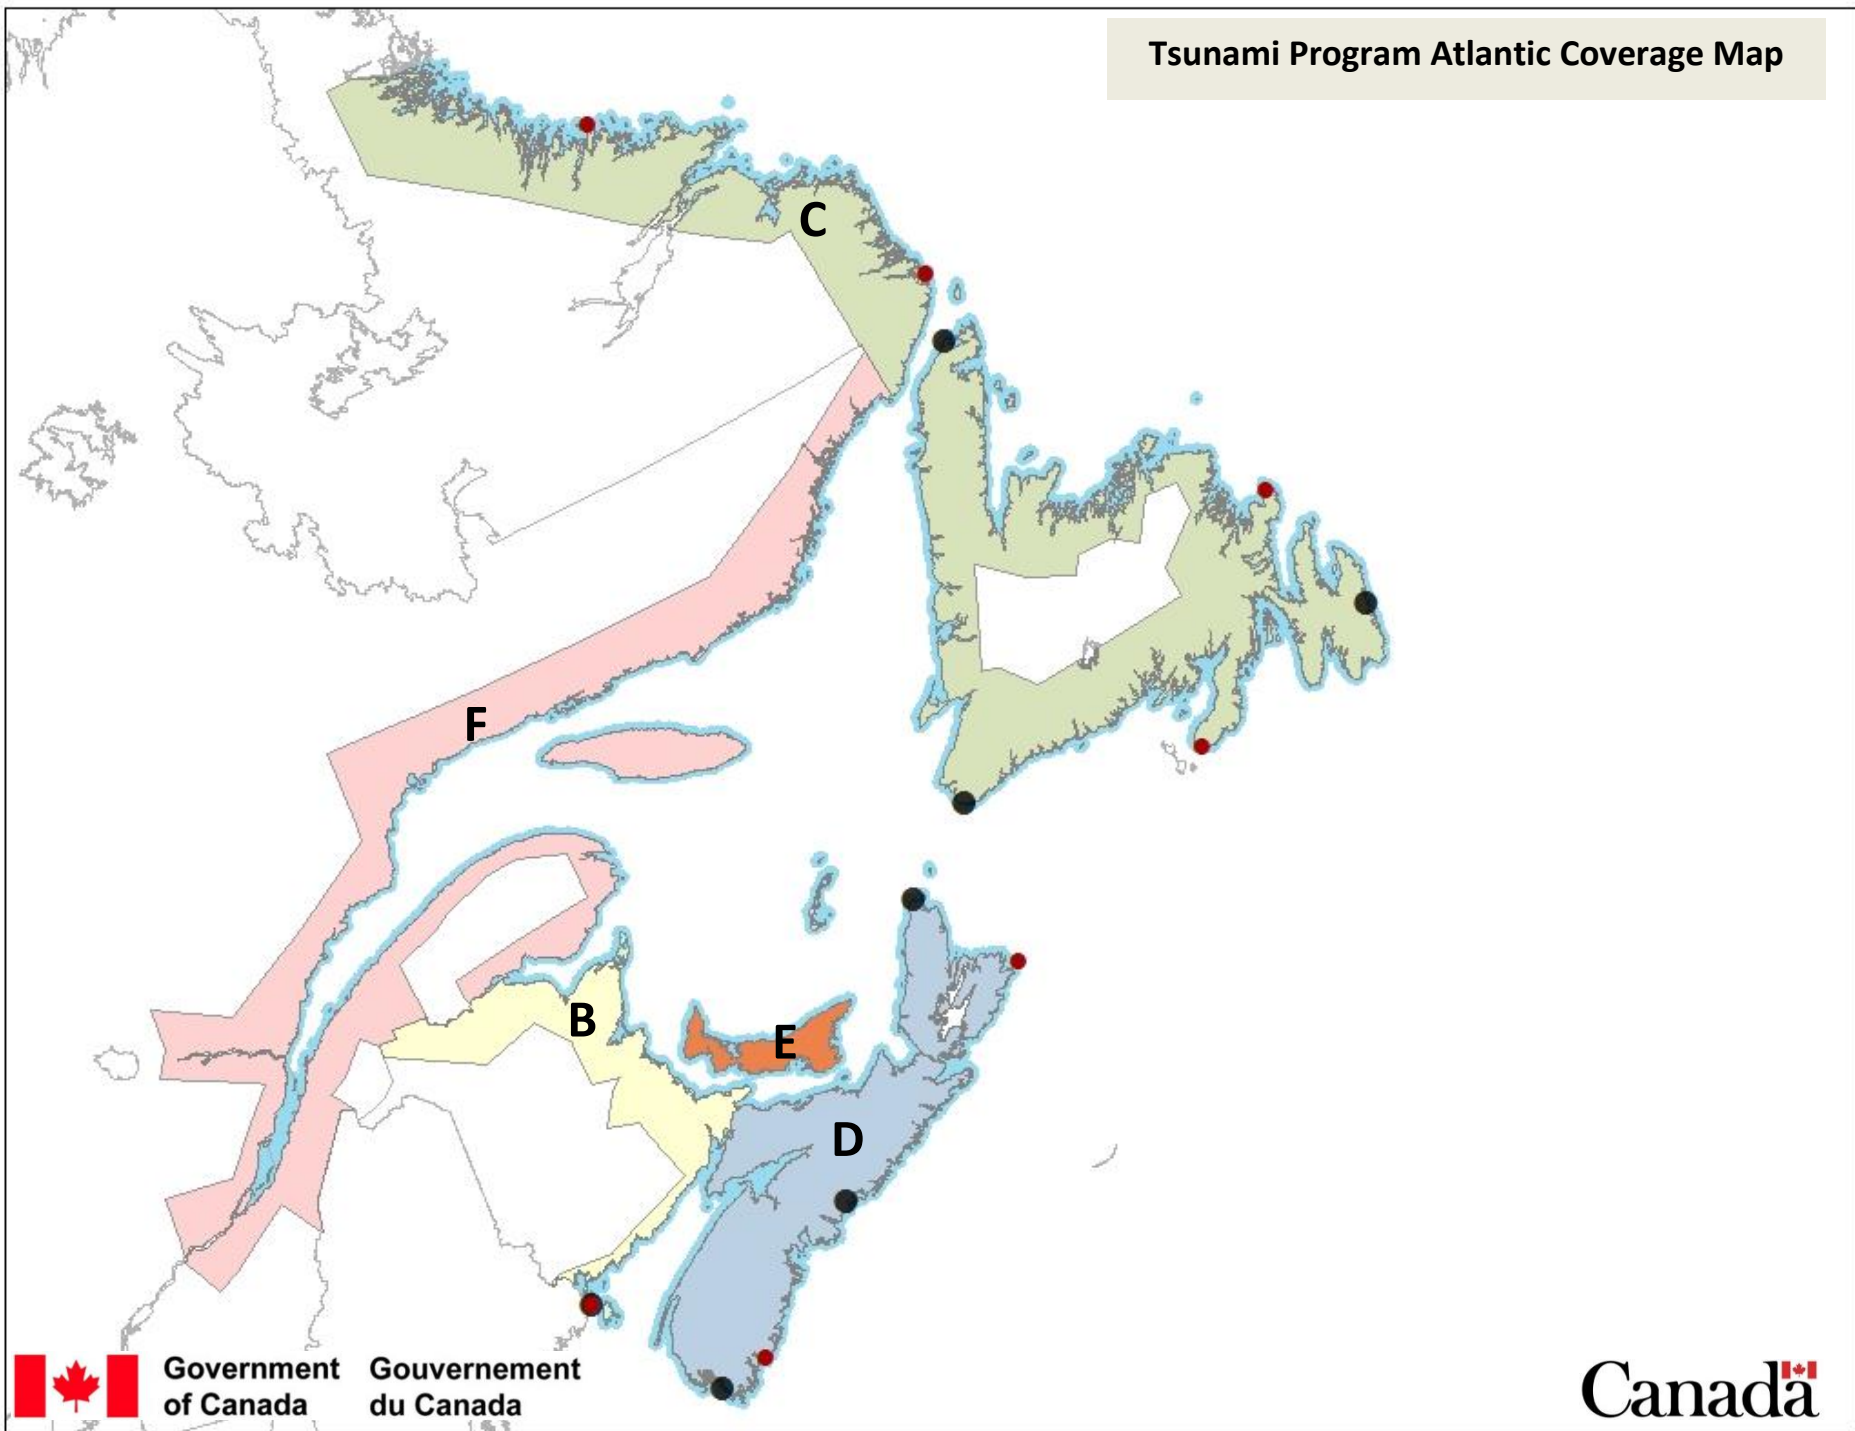 Tsunami Program Atlantic Coverage Map
C
F
B
E
D
Government
of Canada
Gouvernement
du Canada
Canada